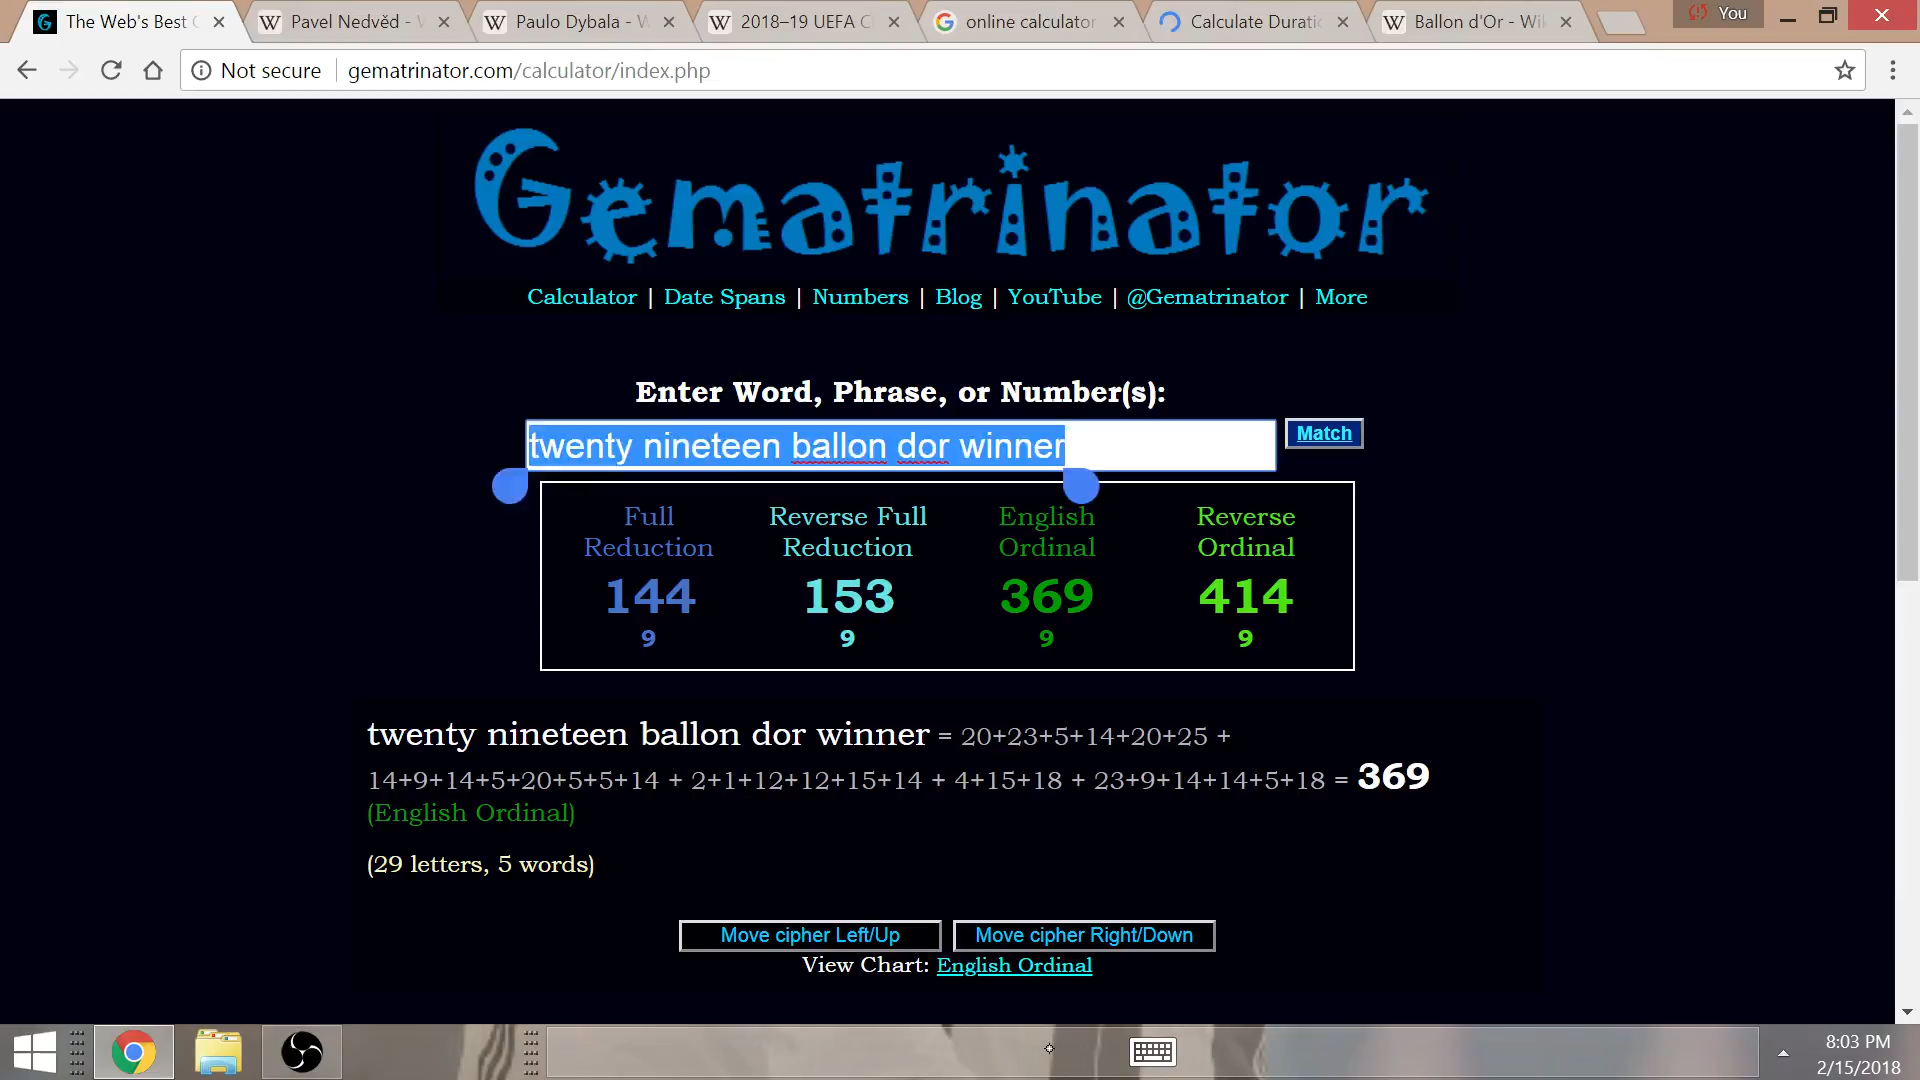 The Web's Best C
Pavel Nedvěd - W
Paulo Dybala - W
2018–19 UEFA C
online calculator
Calculate Duratio
Ballon d'Or - Wik
You
Not secure
gematrinator.com/calculator/index.php
Gematrinator
Calculator | Date Spans | Numbers | Blog | YouTube | @Gematrinator | More
Enter Word, Phrase, or Number(s):
twenty nineteen ballon dor winner
Match
Full Reduction
Reverse Full Reduction
English Ordinal
Reverse Ordinal
144 153 369 414
9 9 9 9
twenty nineteen ballon dor winner = 20+23+5+14+20+25 +
14+9+14+5+20+5+5+14 + 2+1+12+12+15+14 + 4+15+18 + 23+9+14+14+5+18 = 369
(English Ordinal)
(29 letters, 5 words)
Move cipher Left/Up
Move cipher Right/Down
View Chart: English Ordinal
8:03 PM
2/15/2018